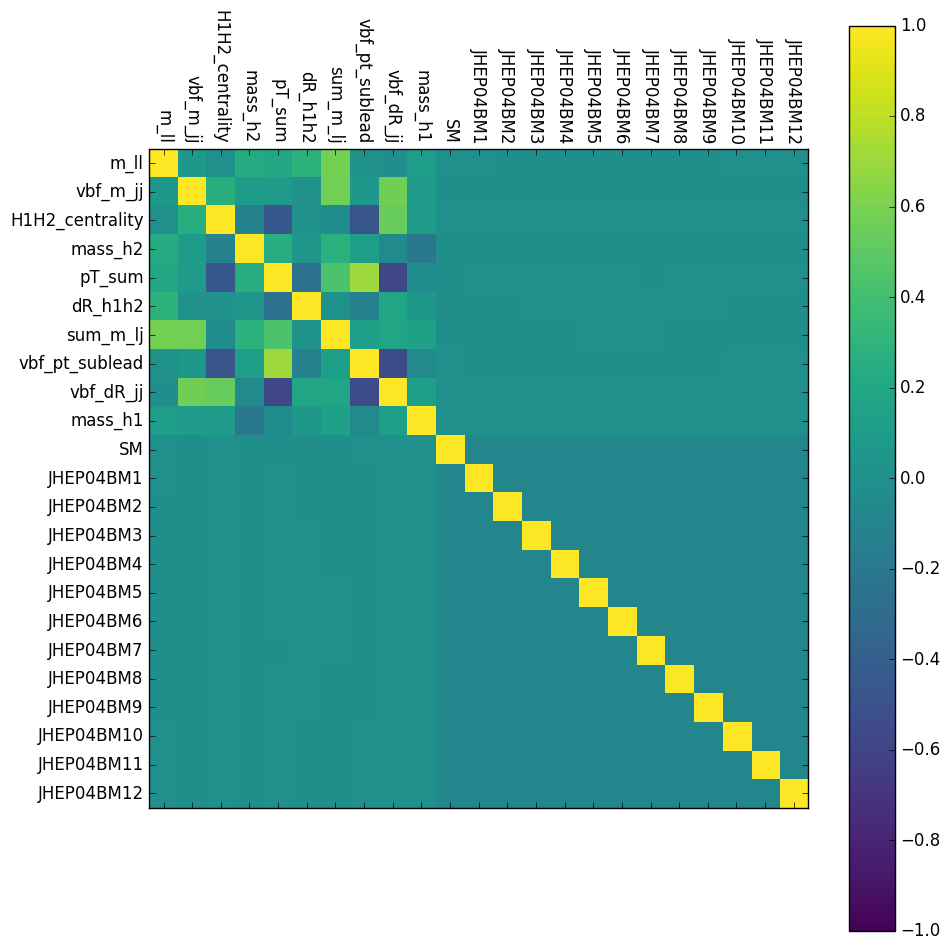 m_ll
vbf_m_jj
H1H2_centrality
mass_h2
pT_sum
dR_h1h2
sum_m_lj
vbf_pt_sublead
vbf_dR_jj
mass_h1
SM
JHEP04BM1
JHEP04BM2
JHEP04BM3
JHEP04BM4
JHEP04BM5
JHEP04BM6
JHEP04BM7
JHEP04BM8
JHEP04BM9
JHEP04BM10
JHEP04BM11
JHEP04BM12
m_ll
vbf_m_jj
H1H2_centrality
mass_h2
pT_sum
dR_h1h2
sum_m_lj
vbf_pt_sublead
vbf_dR_jj
mass_h1
SM
JHEP04BM1
JHEP04BM2
JHEP04BM3
JHEP04BM4
JHEP04BM5
JHEP04BM6
JHEP04BM7
JHEP04BM8
JHEP04BM9
JHEP04BM10
JHEP04BM11
JHEP04BM12
1.0
0.8
0.6
0.4
0.2
0.0
−0.2
−0.4
−0.6
−0.8
−1.0